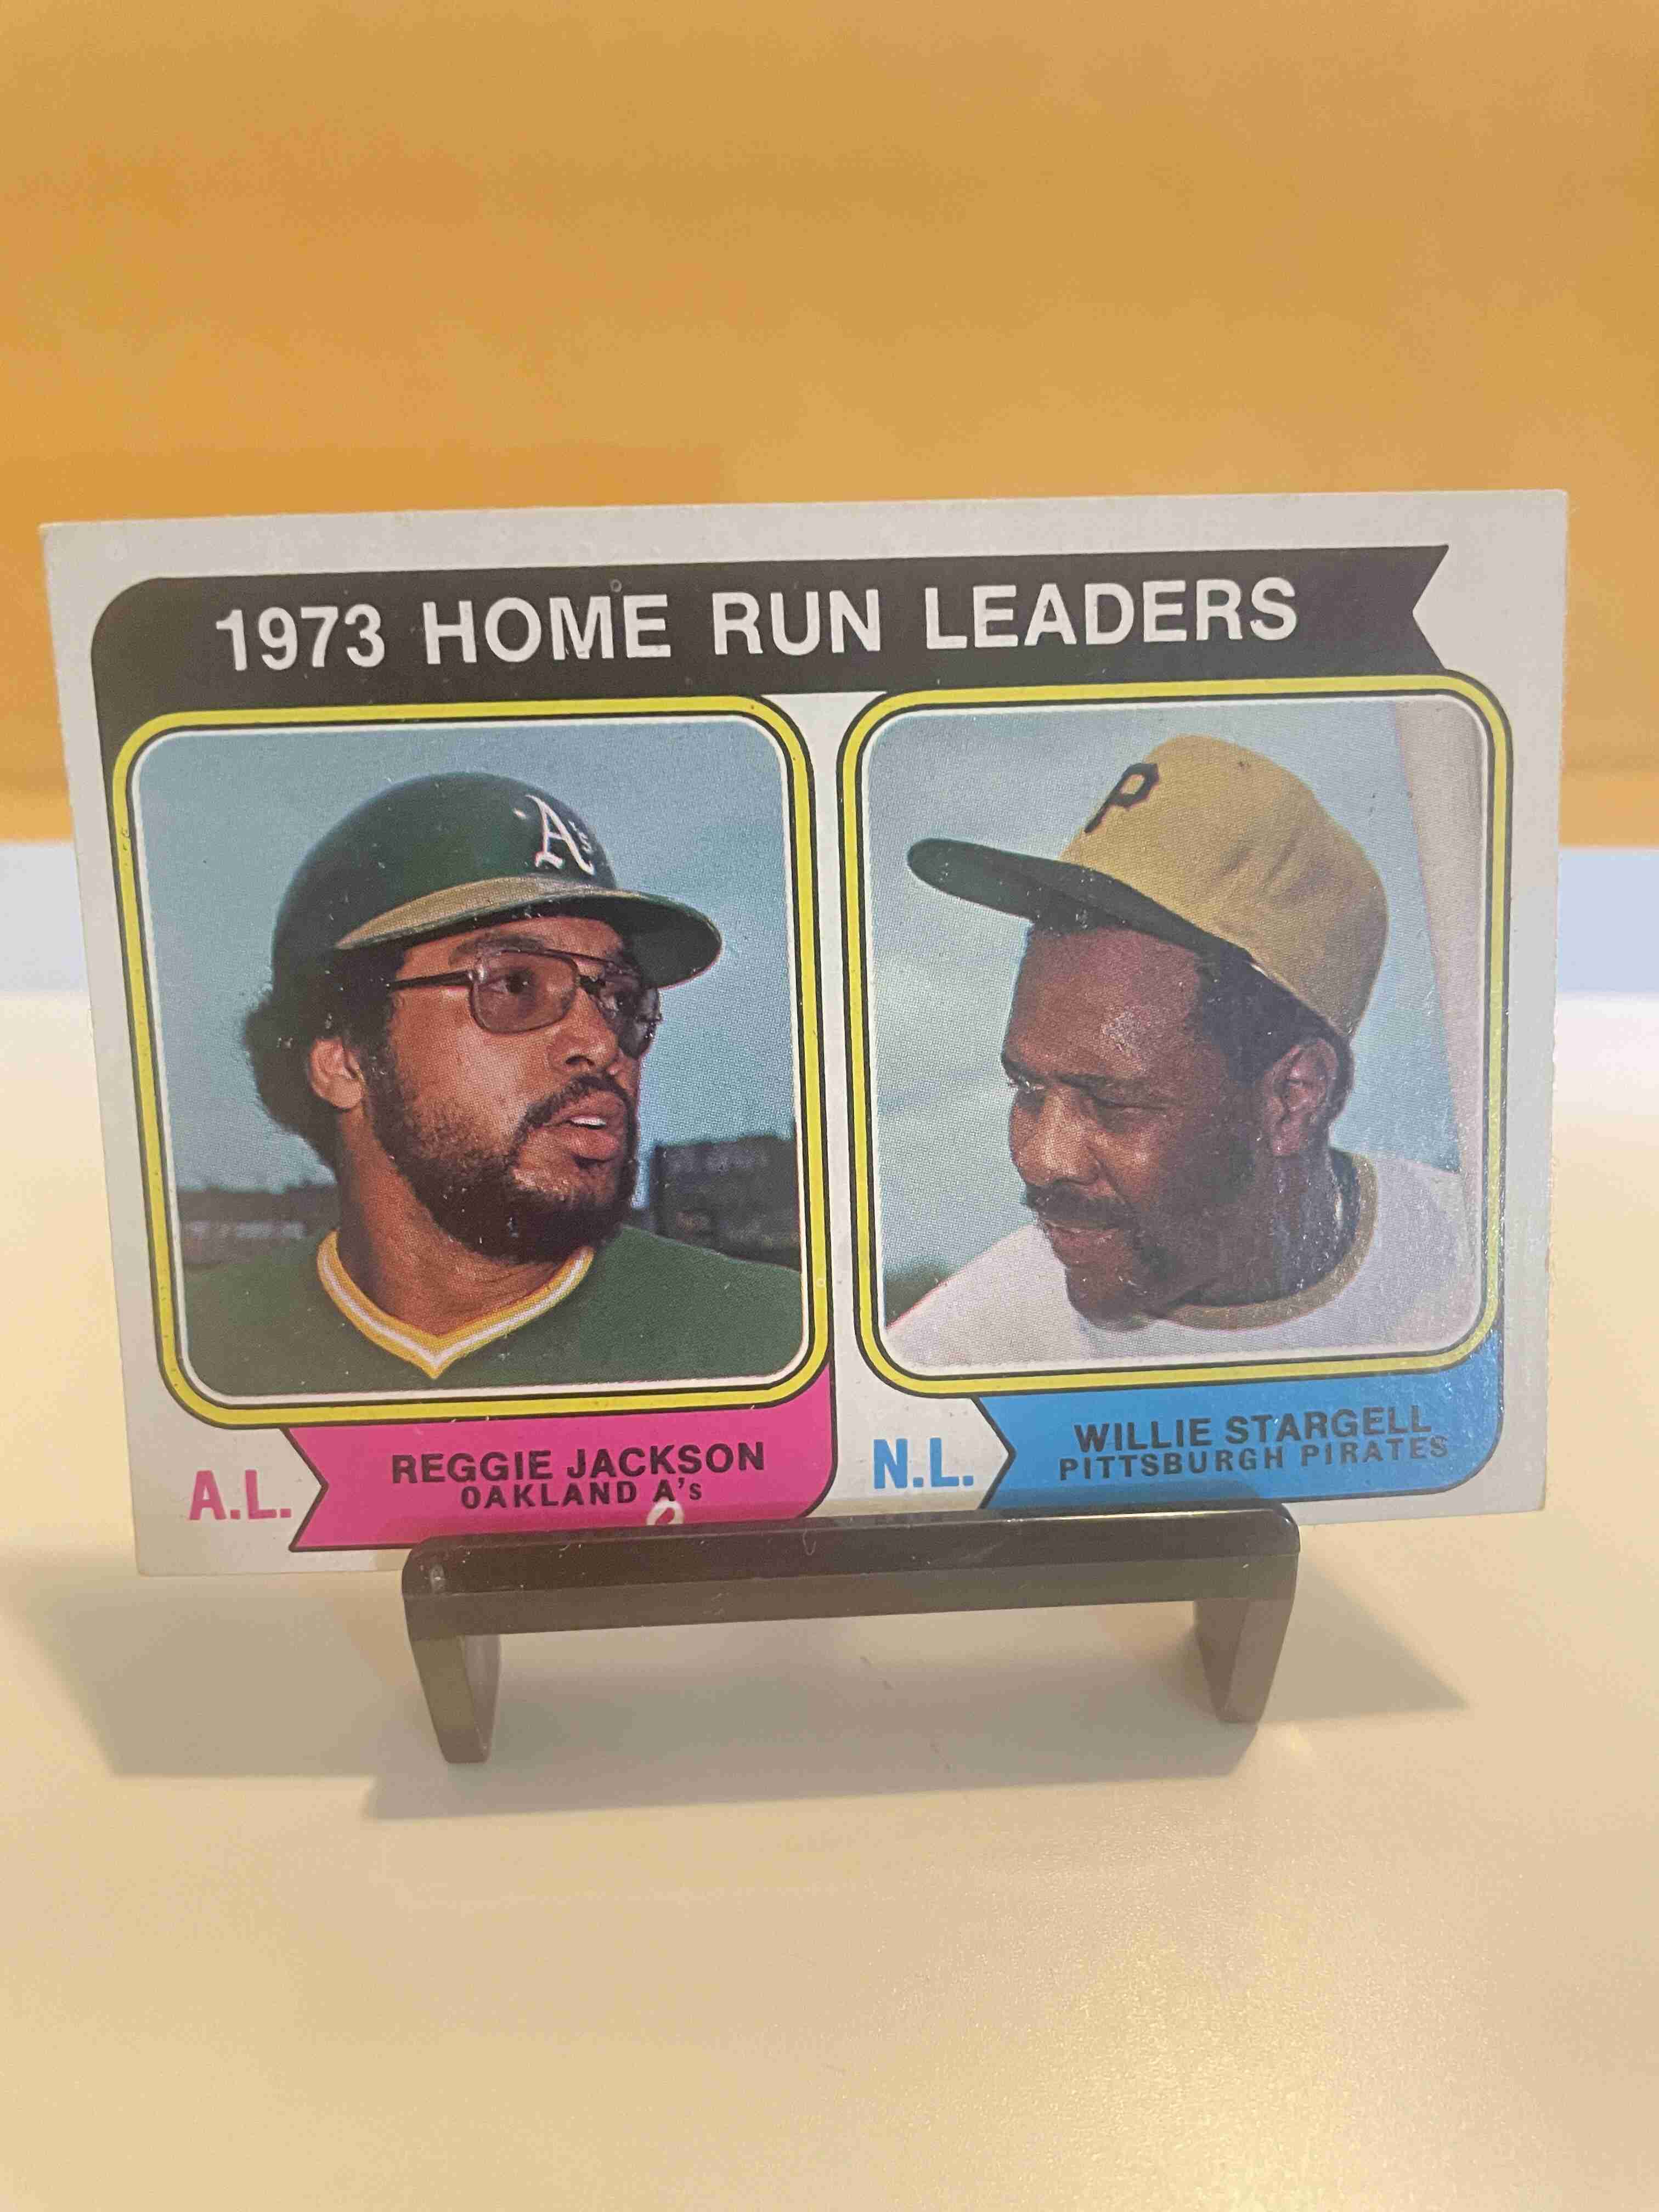 1973 HOME RUN LEADERS
A's
P
A.L.
REGGIE JACKSON
OAKLAND A's
N.L.
WILLIE STARGELL
PITTSBURGH PIRATES